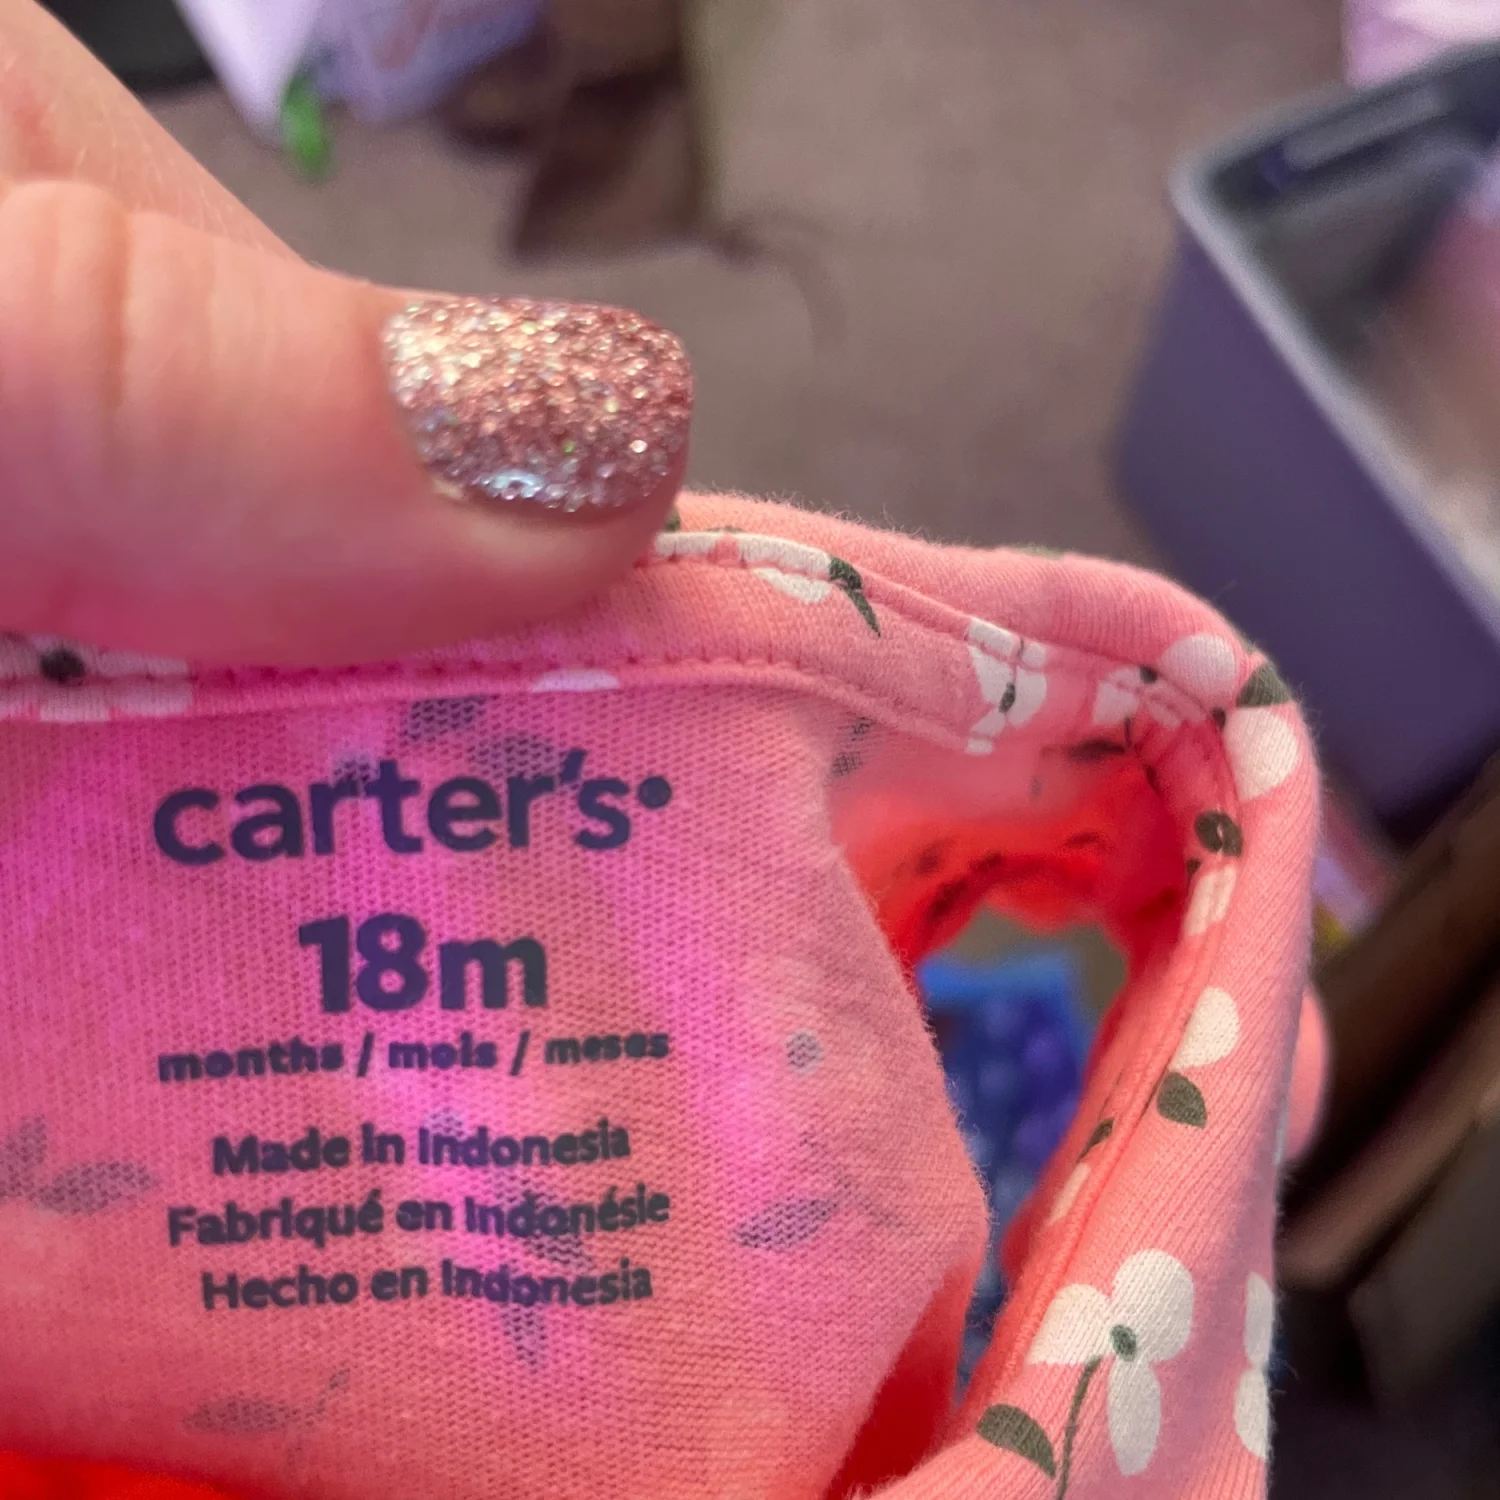 carter's
18m
months / mois / meses
Made in Indonesia
Fabriqué en Indonésie
Hecho en Indonesia